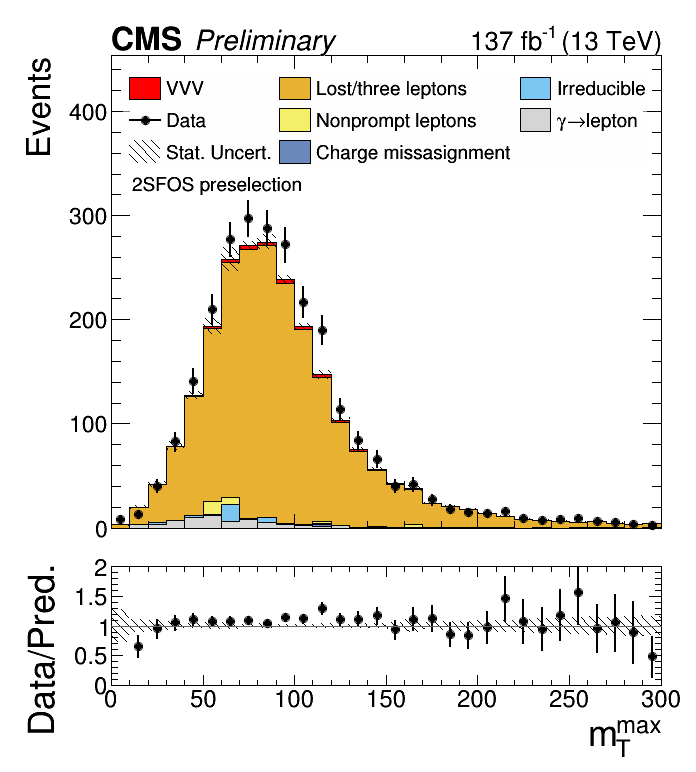 CMS Preliminary 137 fb-1 (13 TeV)
Events
VVV Lost/three leptons Irreducible
Data Nonprompt leptons γ→lepton
Stat. Uncert. Charge missasignment
2SFOS preselection
400
300
200
100
0
Data/Pred.
2
1.5
1
0.5
0
0 50 100 150 200 250 300
mTmax